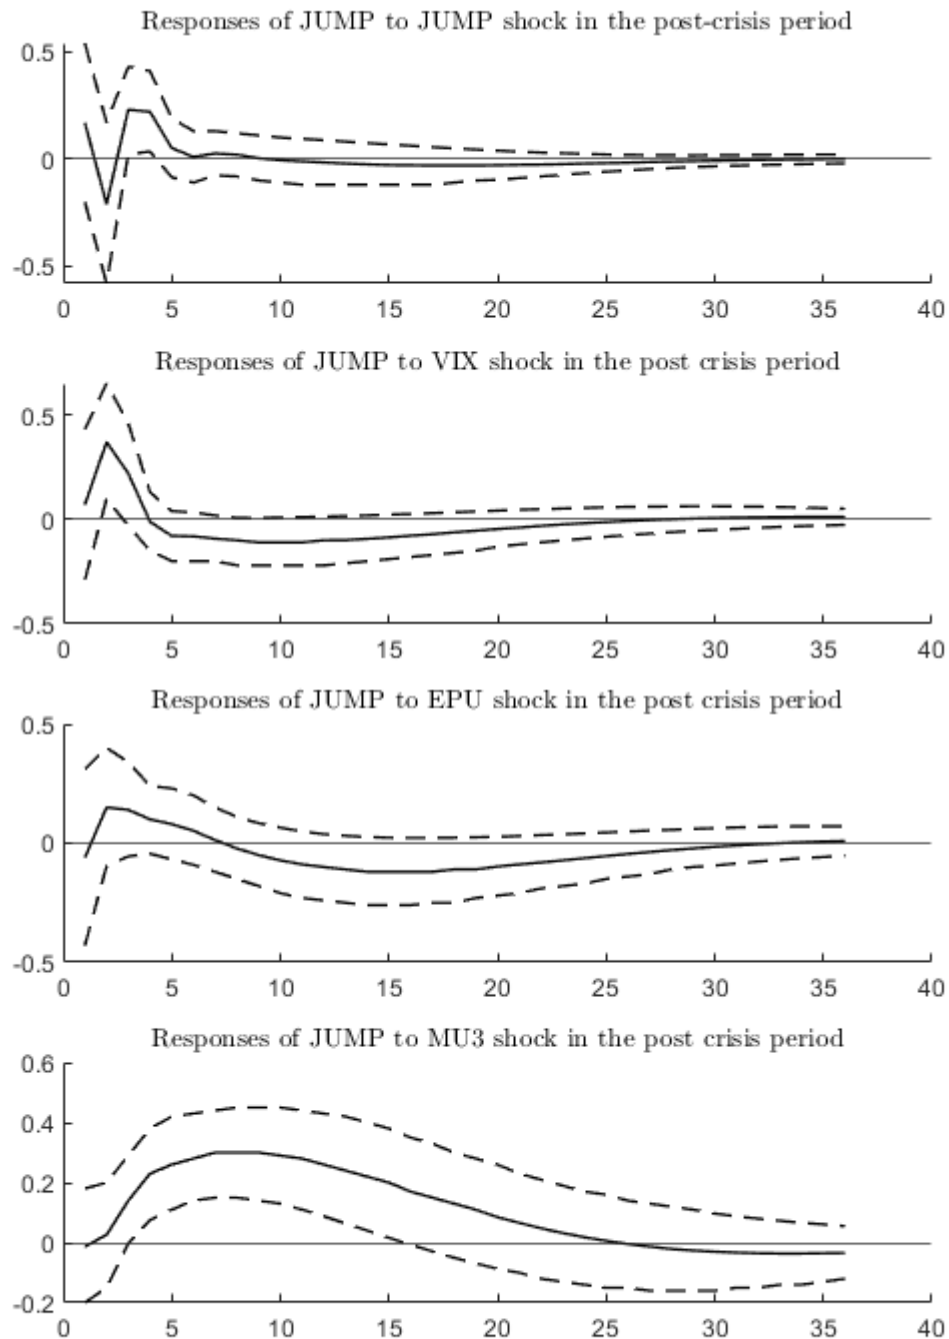 Responses of JUMP to JUMP shock in the post-crisis period
0.5
0
-0.5
0 5 10 15 20 25 30 35 40
Responses of JUMP to VIX shock in the post crisis period
0.5
0
-0.5
0 5 10 15 20 25 30 35 40
Responses of JUMP to EPU shock in the post crisis period
0.5
0
-0.5
0 5 10 15 20 25 30 35 40
Responses of JUMP to MU3 shock in the post crisis period
0.6
0.4
0.2
0
-0.2
0 5 10 15 20 25 30 35 40